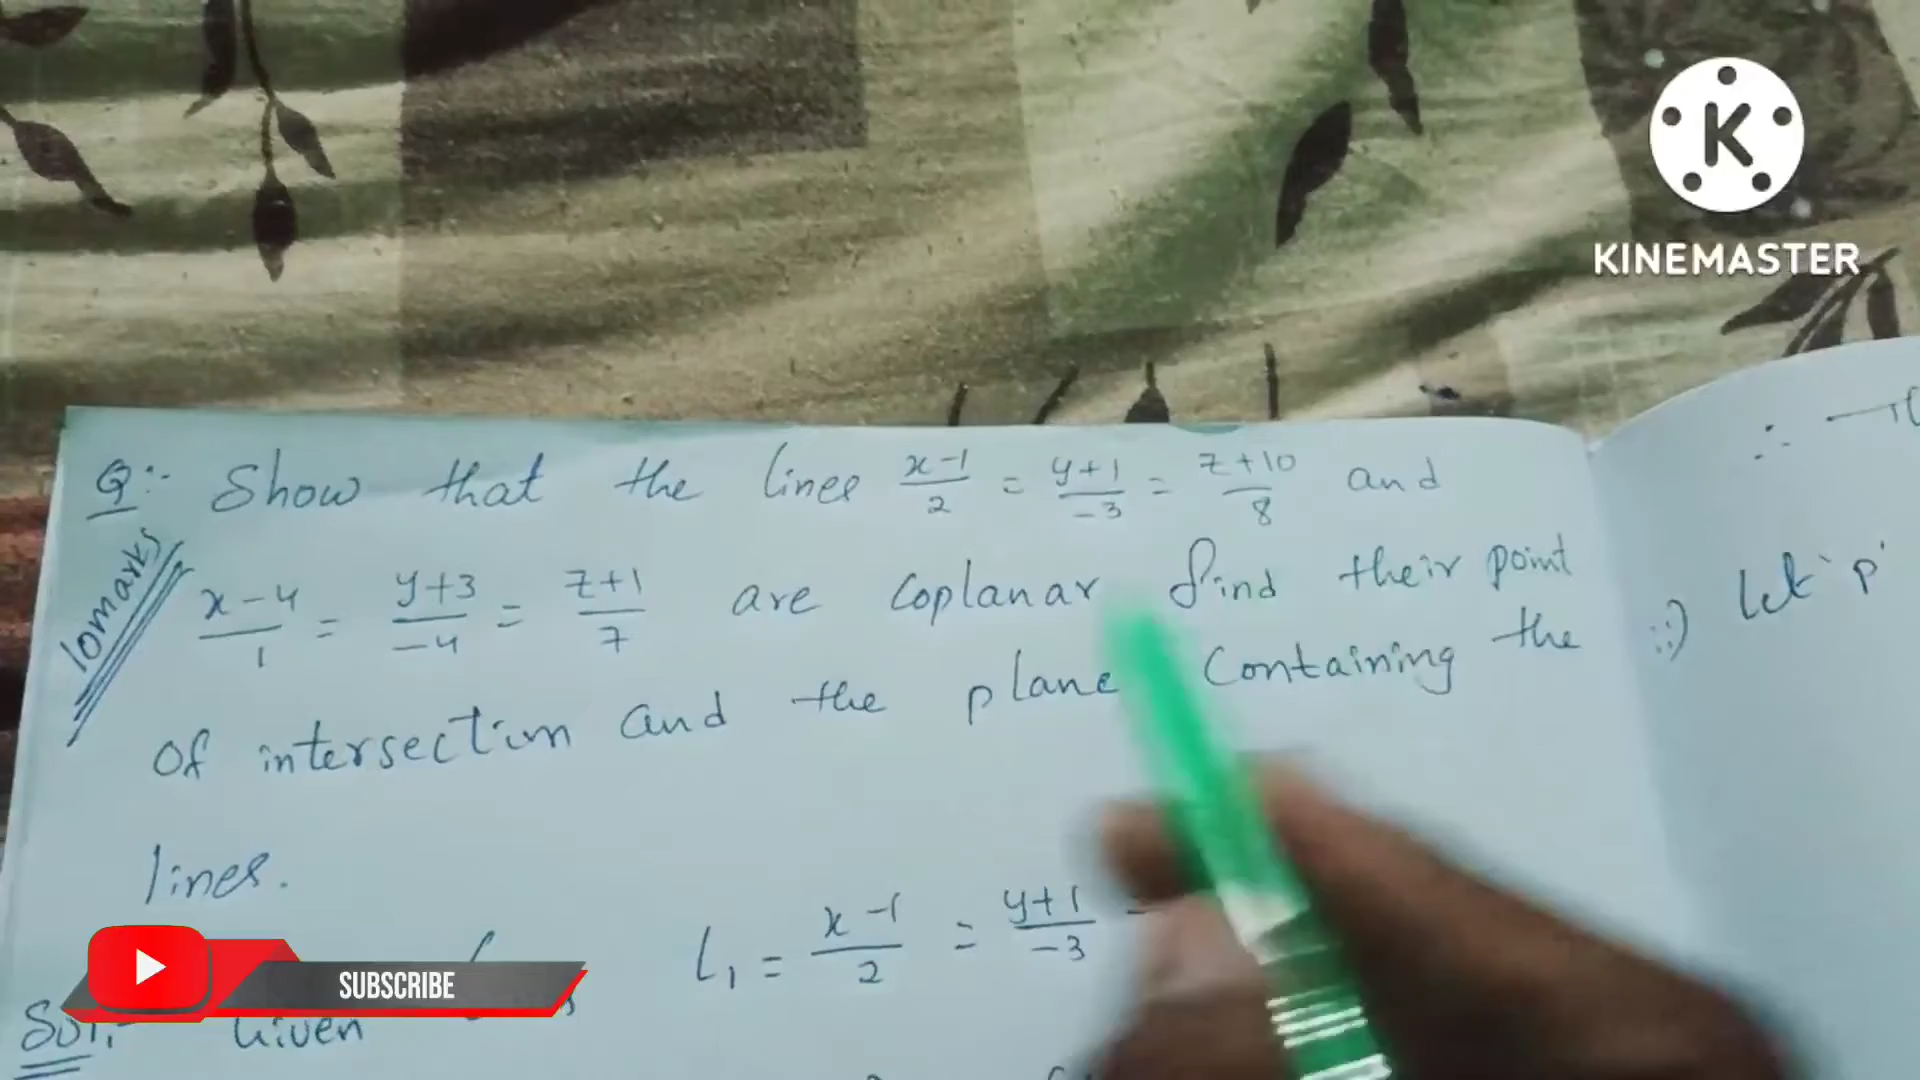 KINEMASTER
Q:- Show that the lines x-1/2 = y+1/-3 = z+10/8 and
10marks
x-4/1 = y+3/-4 = z+1/7 are coplanar find their point
of intersection and the plane containing the
lines.
L₁ = x-1/2 = y+1/-3
Sol:- Given
SUBSCRIBE
∴
:) Let 'P'